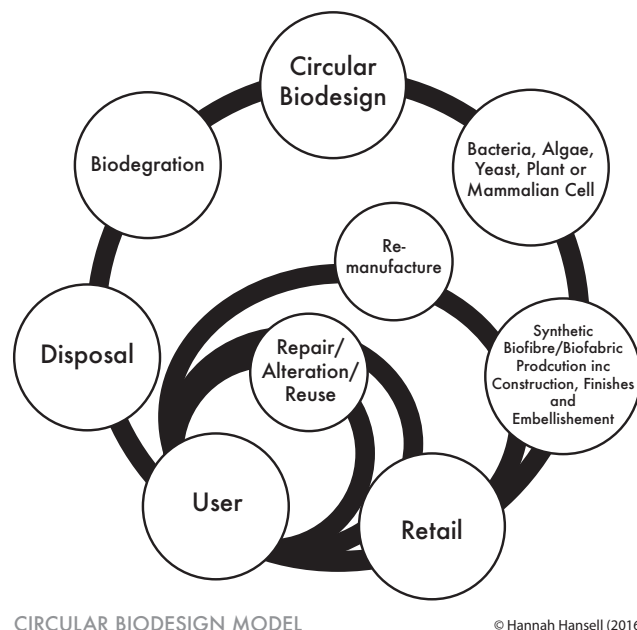 Circular
Biodesign
Bacteria, Algae,
Yeast, Plant or
Mammalian Cell
Biodegration
Re-
manufacture
Synthetic
Biofibre/Biofabric
Prodcution inc
Construction, Finishes
and
Embellishement
Disposal
Repair/
Alteration/
Reuse
User
Retail
CIRCULAR BIODESIGN MODEL
© Hannah Hansell (2016